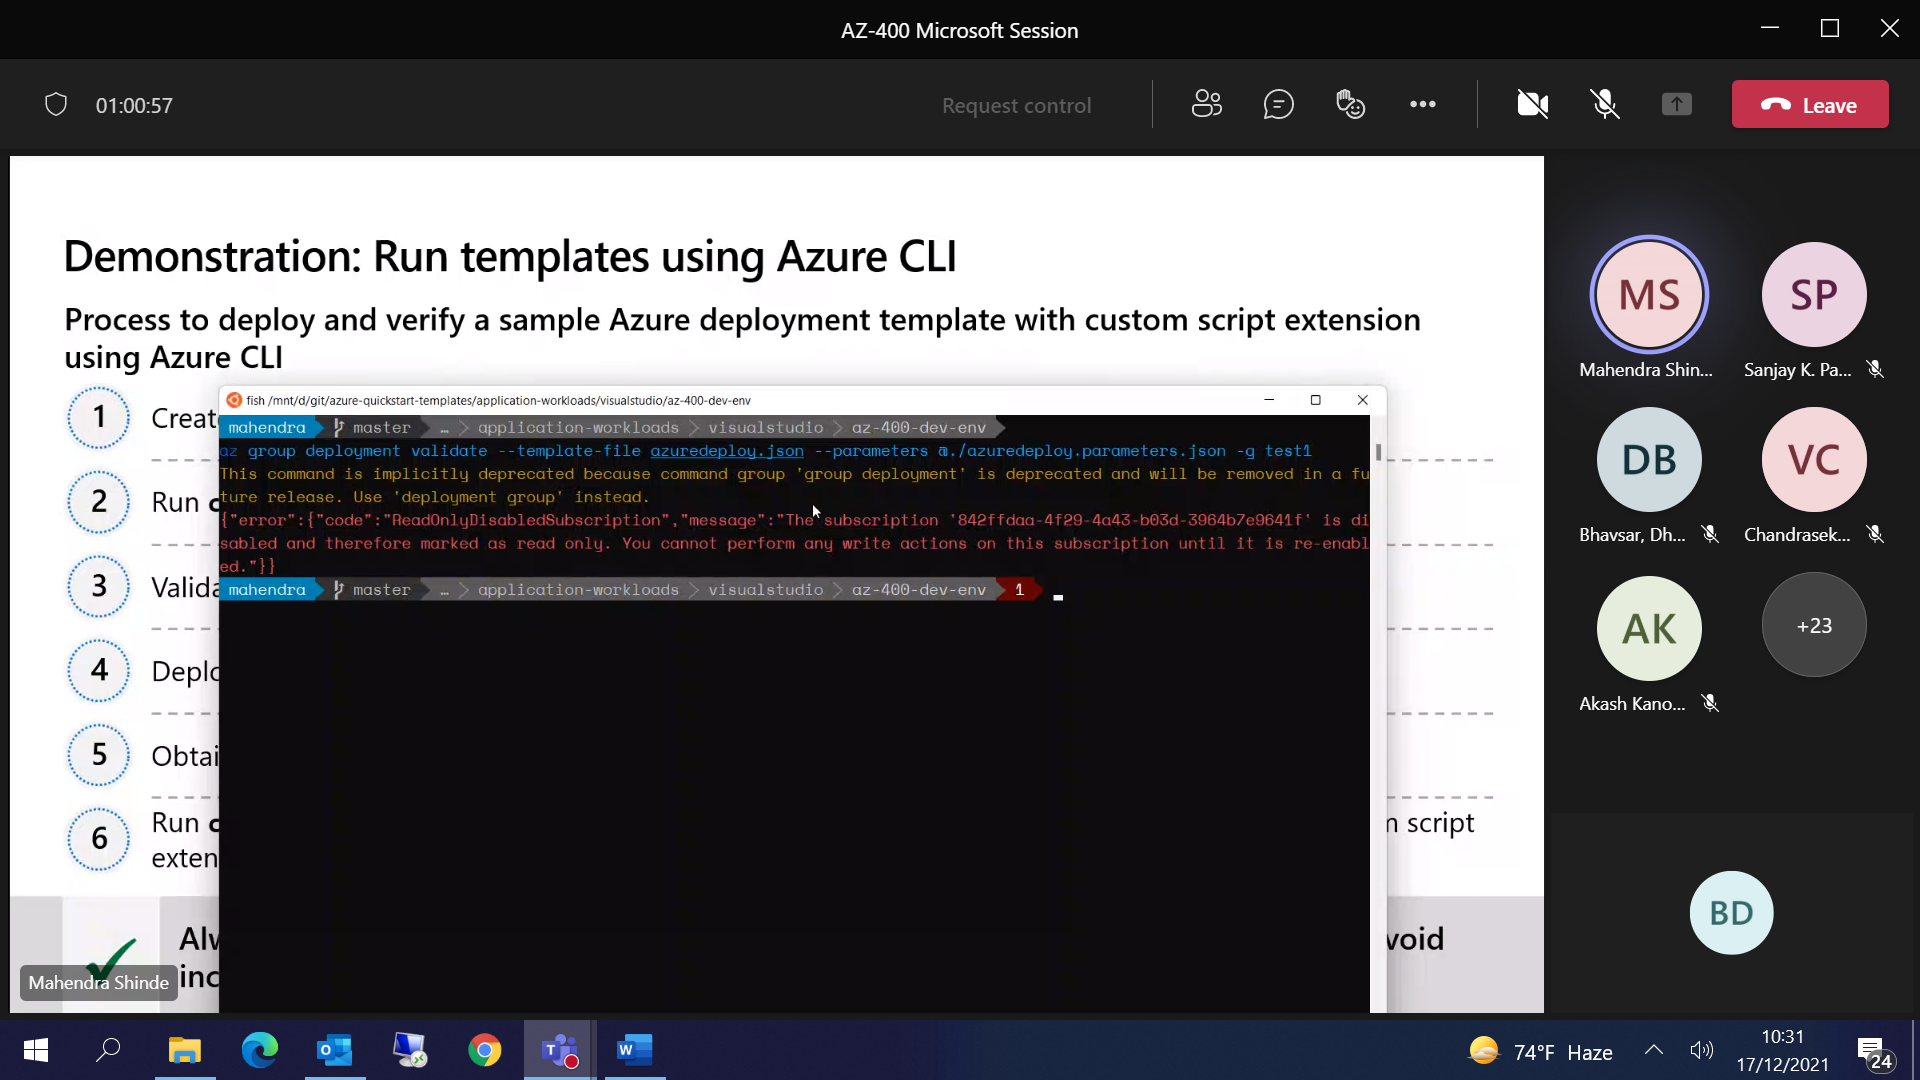 AZ-400 Microsoft Session
01:00:57
Request control
Leave
Demonstration: Run templates using Azure CLI
Process to deploy and verify a sample Azure deployment template with custom script extension
using Azure CLI
1 Creat
2 Run c
3 Valida
4 Deplo
5 Obtai
6 Run c
exten
m script
Alw
void
inc
fish /mnt/d/git/azure-quickstart-templates/application-workloads/visualstudio/az-400-dev-env
mahendra master … application-workloads visualstudio az-400-dev-env
az group deployment validate --template-file azuredeploy.json --parameters @./azuredeploy.parameters.json -g test1
This command is implicitly deprecated because command group 'group deployment' is deprecated and will be removed in a fu
ture release. Use 'deployment group' instead.
{"error":{"code":"ReadOnlyDisabledSubscription","message":"The subscription '842ffdaa-4f29-4a43-b03d-3964b7e9641f' is di
sabled and therefore marked as read only. You cannot perform any write actions on this subscription until it is re-enabl
ed."}}
mahendra master … application-workloads visualstudio az-400-dev-env 1
Mahendra Shinde
MS
SP
Mahendra Shin...
Sanjay K. Pa...
DB
VC
Bhavsar, Dh...
Chandrasek...
AK
+23
Akash Kano...
BD
74°F Haze
10:31
17/12/2021
24